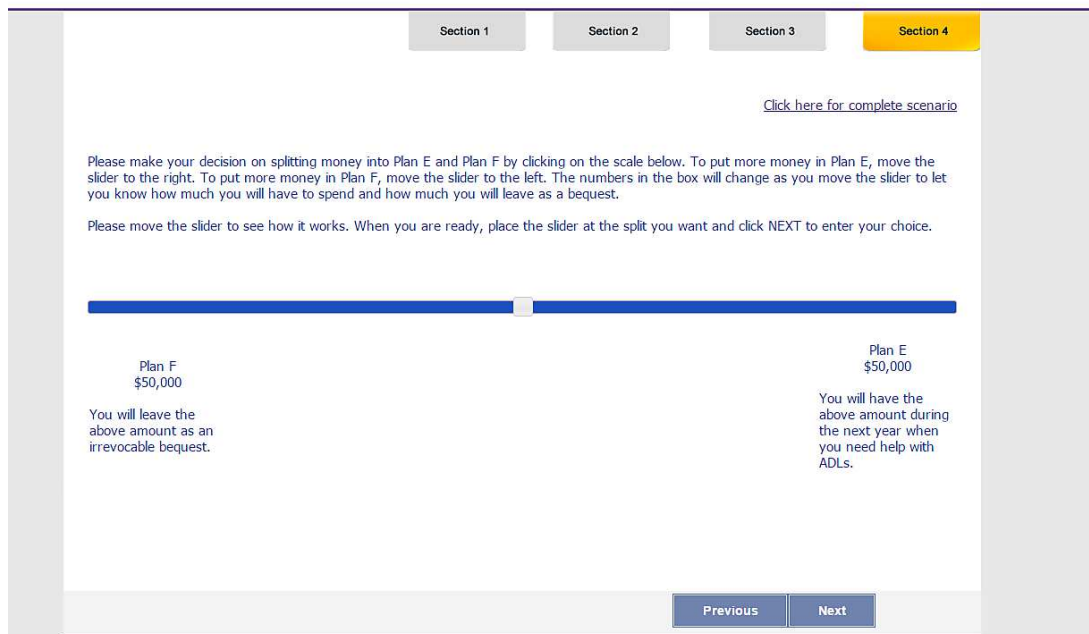 Section 1 Section 2 Section 3 Section 4
Click here for complete scenario
Please make your decision on splitting money into Plan E and Plan F by clicking on the scale below. To put more money in Plan E, move the
slider to the right. To put more money in Plan F, move the slider to the left. The numbers in the box will change as you move the slider to let
you know how much you will have to spend and how much you will leave as a bequest.
Please move the slider to see how it works. When you are ready, place the slider at the split you want and click NEXT to enter your choice.
Plan F
$50,000
You will leave the
above amount as an
irrevocable bequest.
Plan E
$50,000
You will have the
above amount during
the next year when
you need help with
ADLs.
Previous Next